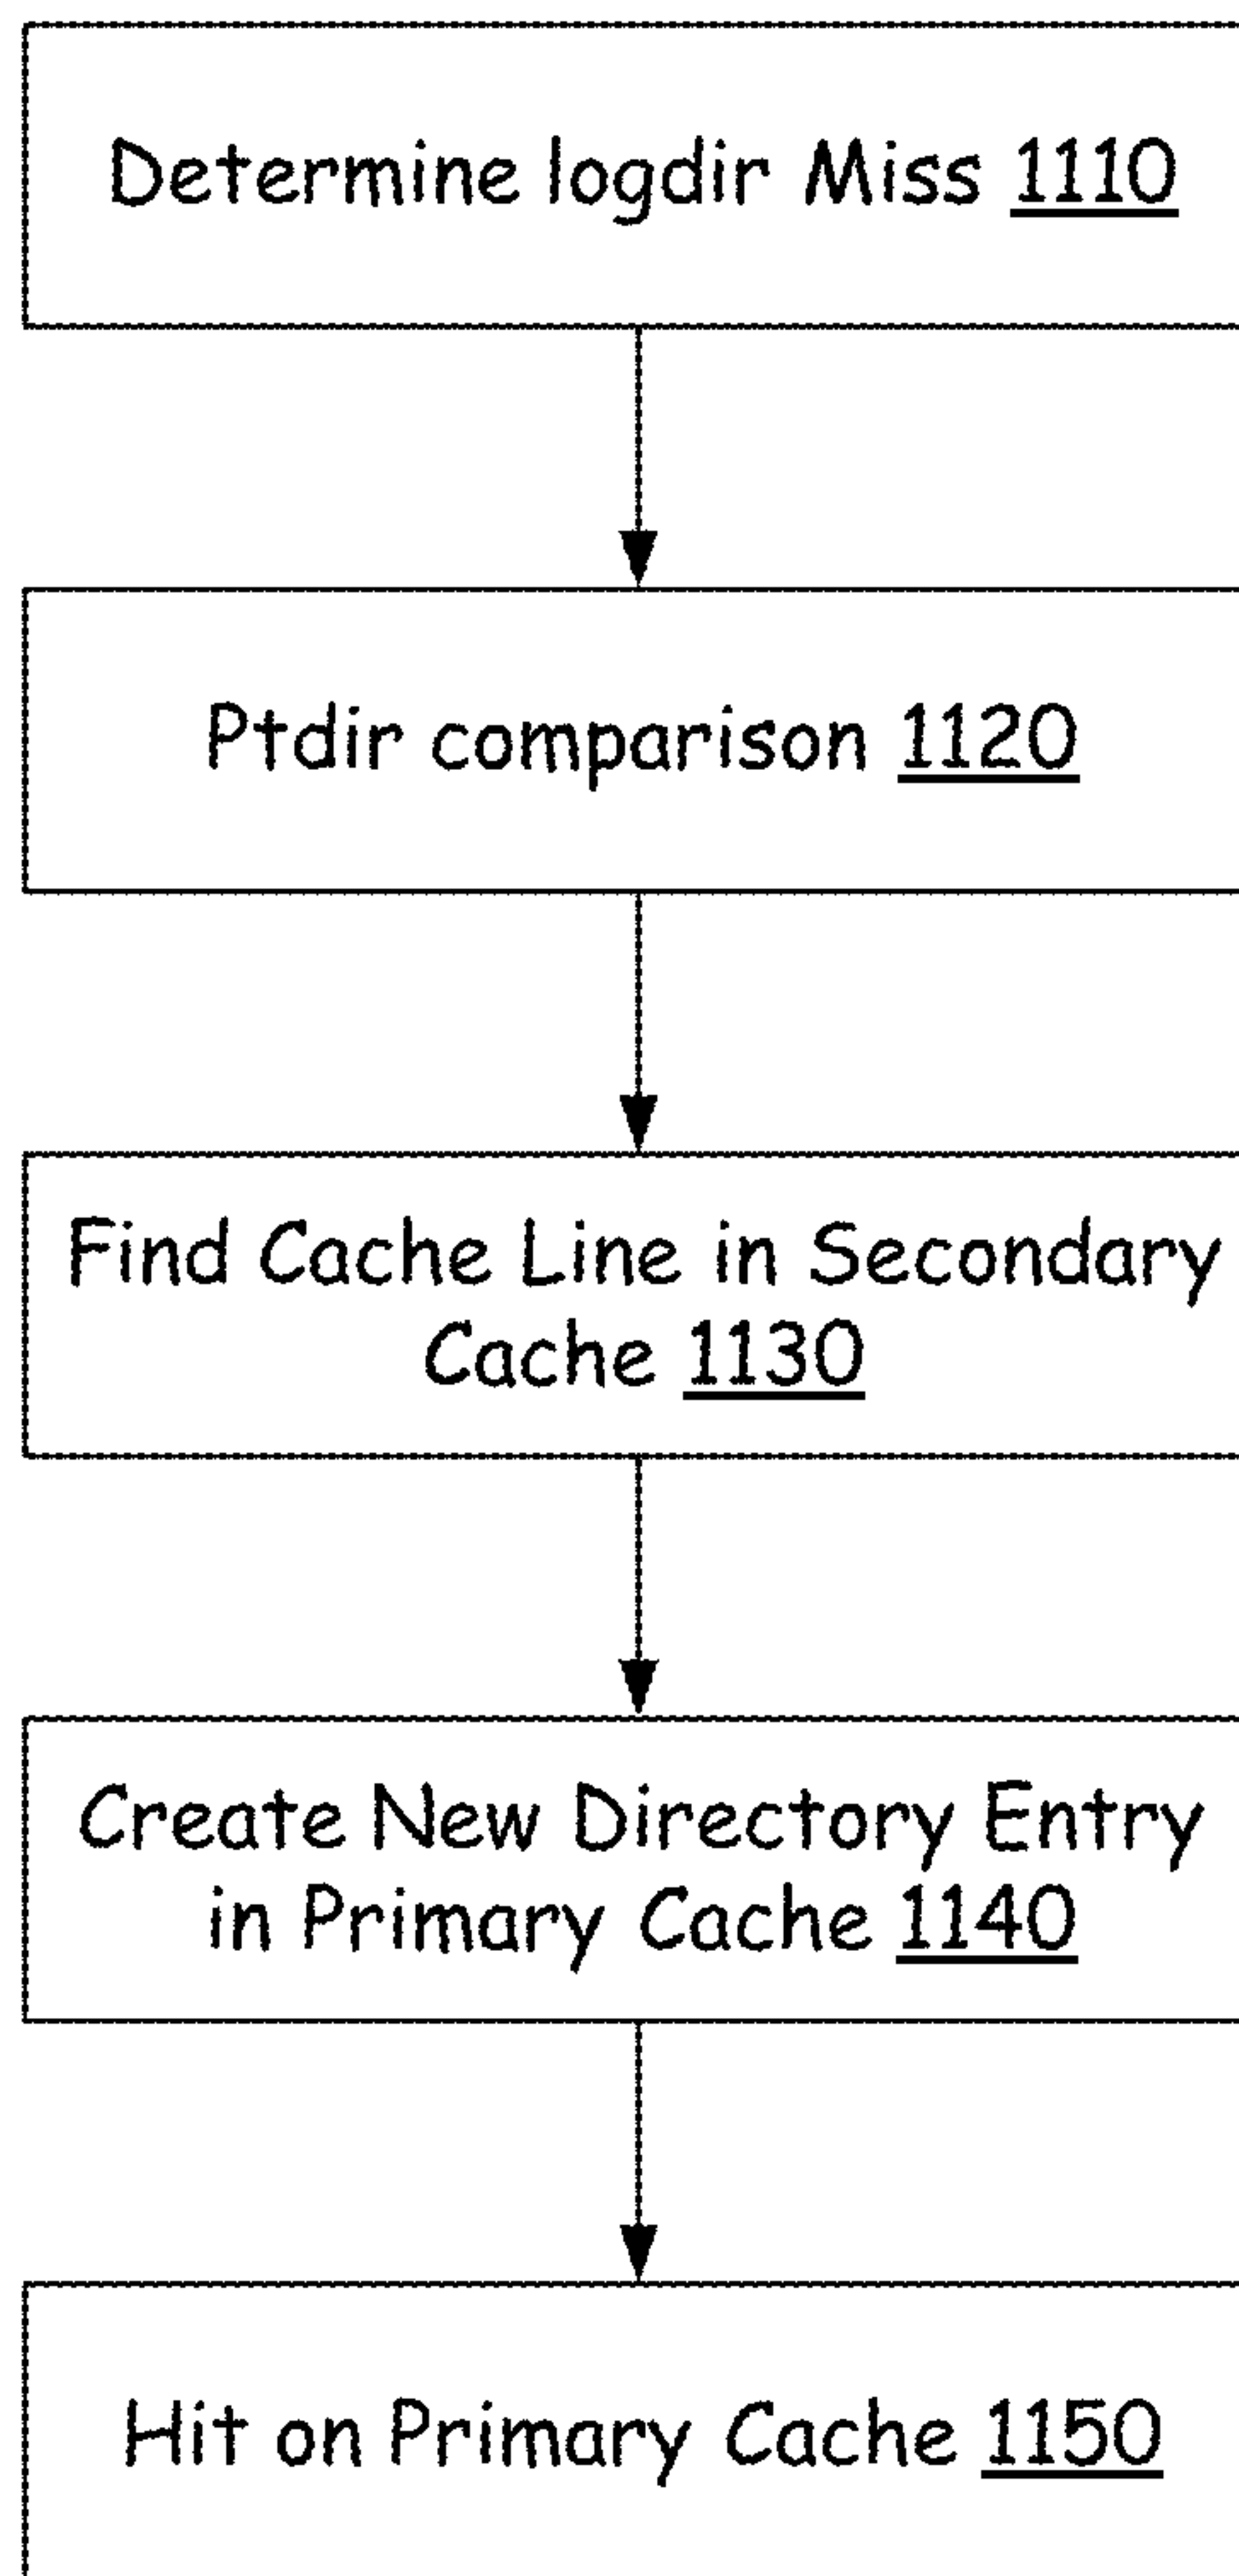 Determine logdir Miss 1110
Ptdir comparison 1120
Find Cache Line in Secondary
Cache 1130
Create New Directory Entry
in Primary Cache 1140
Hit on Primary Cache 1150